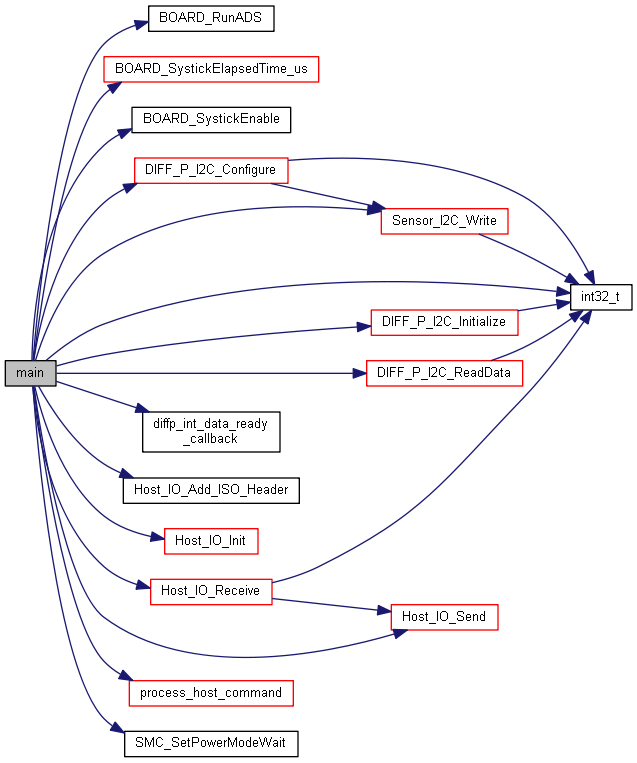 BOARD_RunADS
BOARD_SystickElapsedTime_us
BOARD_SystickEnable
DIFF_P_I2C_Configure
Sensor_I2C_Write
int32_t
DIFF_P_I2C_Initialize
main
DIFF_P_I2C_ReadData
diffp_int_data_ready
_callback
Host_IO_Add_ISO_Header
Host_IO_Init
Host_IO_Receive
Host_IO_Send
process_host_command
SMC_SetPowerModeWait